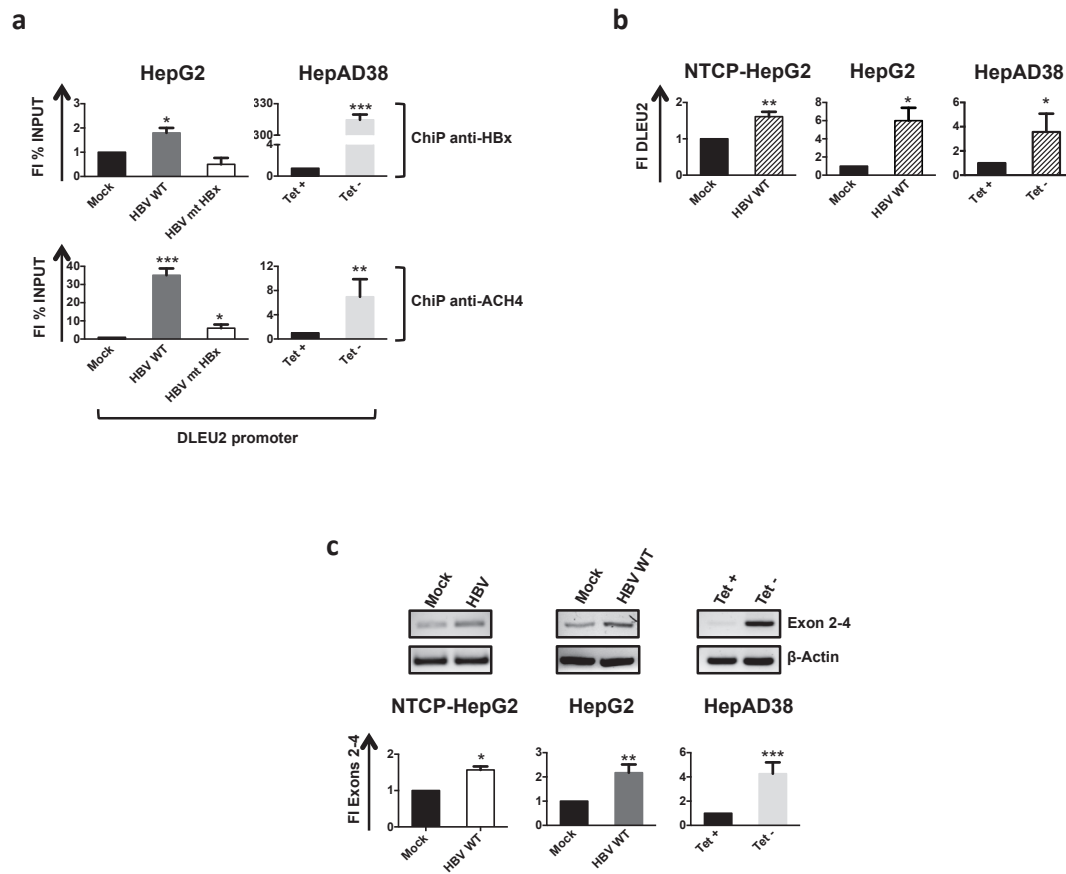 a
HepG2
HepAD38
FI % INPUT
3
2
1
0
*
Mock
HBV WT
HBV mt HBx
330
300
4
0
***
Tet +
Tet -
ChiP anti-HBx
FI % INPUT
40
30
20
10
0
***
*
Mock
HBV WT
HBV mt HBx
12
8
4
0
**
Tet +
Tet -
ChiP anti-ACH4
DLEU2 promoter
b
NTCP-HepG2
HepG2
HepAD38
FI DLEU2
2
1
0
**
Mock
HBV WT
8
6
4
2
0
*
Mock
HBV WT
6
4
2
0
*
Tet +
Tet -
c
Mock
HBV
Mock
HBV WT
Tet +
Tet -
Exon 2-4
β-Actin
NTCP-HepG2
HepG2
HepAD38
FI Exons 2-4
2
1
0
*
Mock
HBV WT
3
2
1
0
**
Mock
HBV WT
6
4
2
0
***
Tet +
Tet -